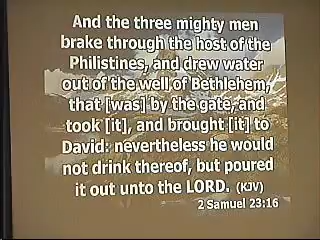 And the three mighty men
brake through the host of the
Philistines, and drew water
out of the well of Bethlehem,
that [was] by the gate, and
took [it], and brought [it] to
David: nevertheless he would
not drink thereof, but poured
it out unto the LORD. (KJV)
2 Samuel 23:16